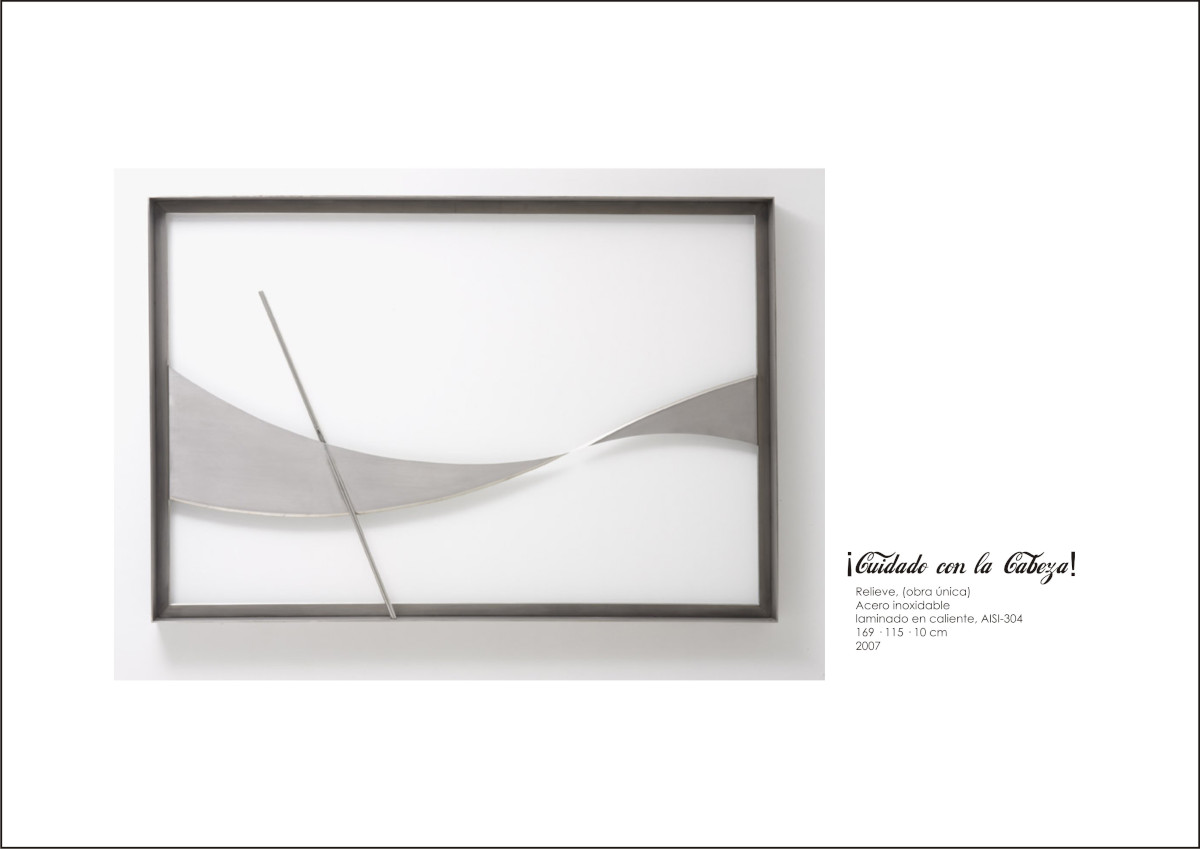 ¡Cuidado con la Cabeza!
Relieve, (obra única)
Acero inoxidable
laminado en caliente, AISI-304
169 · 115 · 10 cm
2007